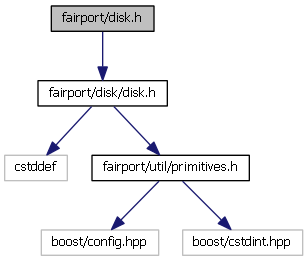 fairport/disk.h
fairport/disk/disk.h
cstddef
fairport/util/primitives.h
boost/config.hpp
boost/cstdint.hpp